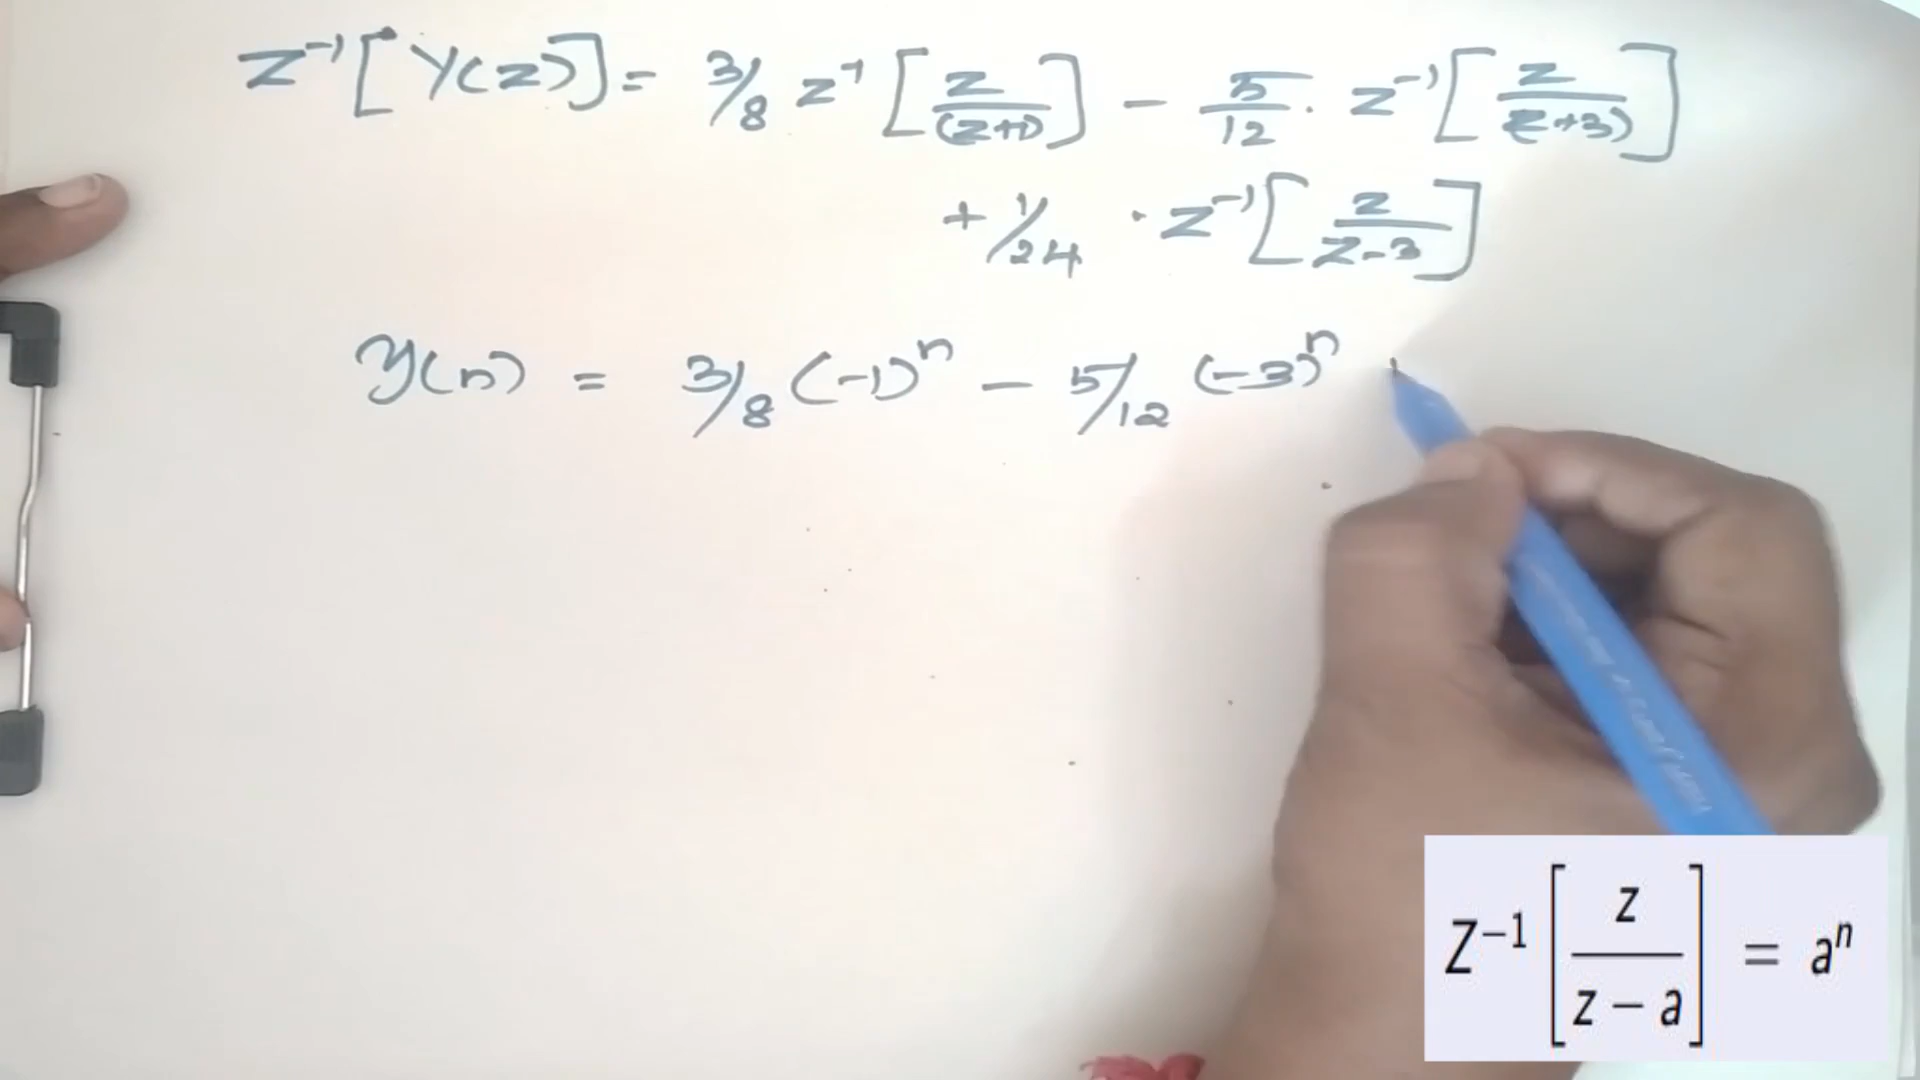 Z⁻¹[Y(z)] = 3/8 z⁻¹[z/(z+1)] − 5/12 · z⁻¹[z/(z+3)]
+ 1/24 · z⁻¹[z/z−3]
y(n) = 3/8 (−1)ⁿ − 5/12 (−3)ⁿ
Z⁻¹[z/z−a] = aⁿ